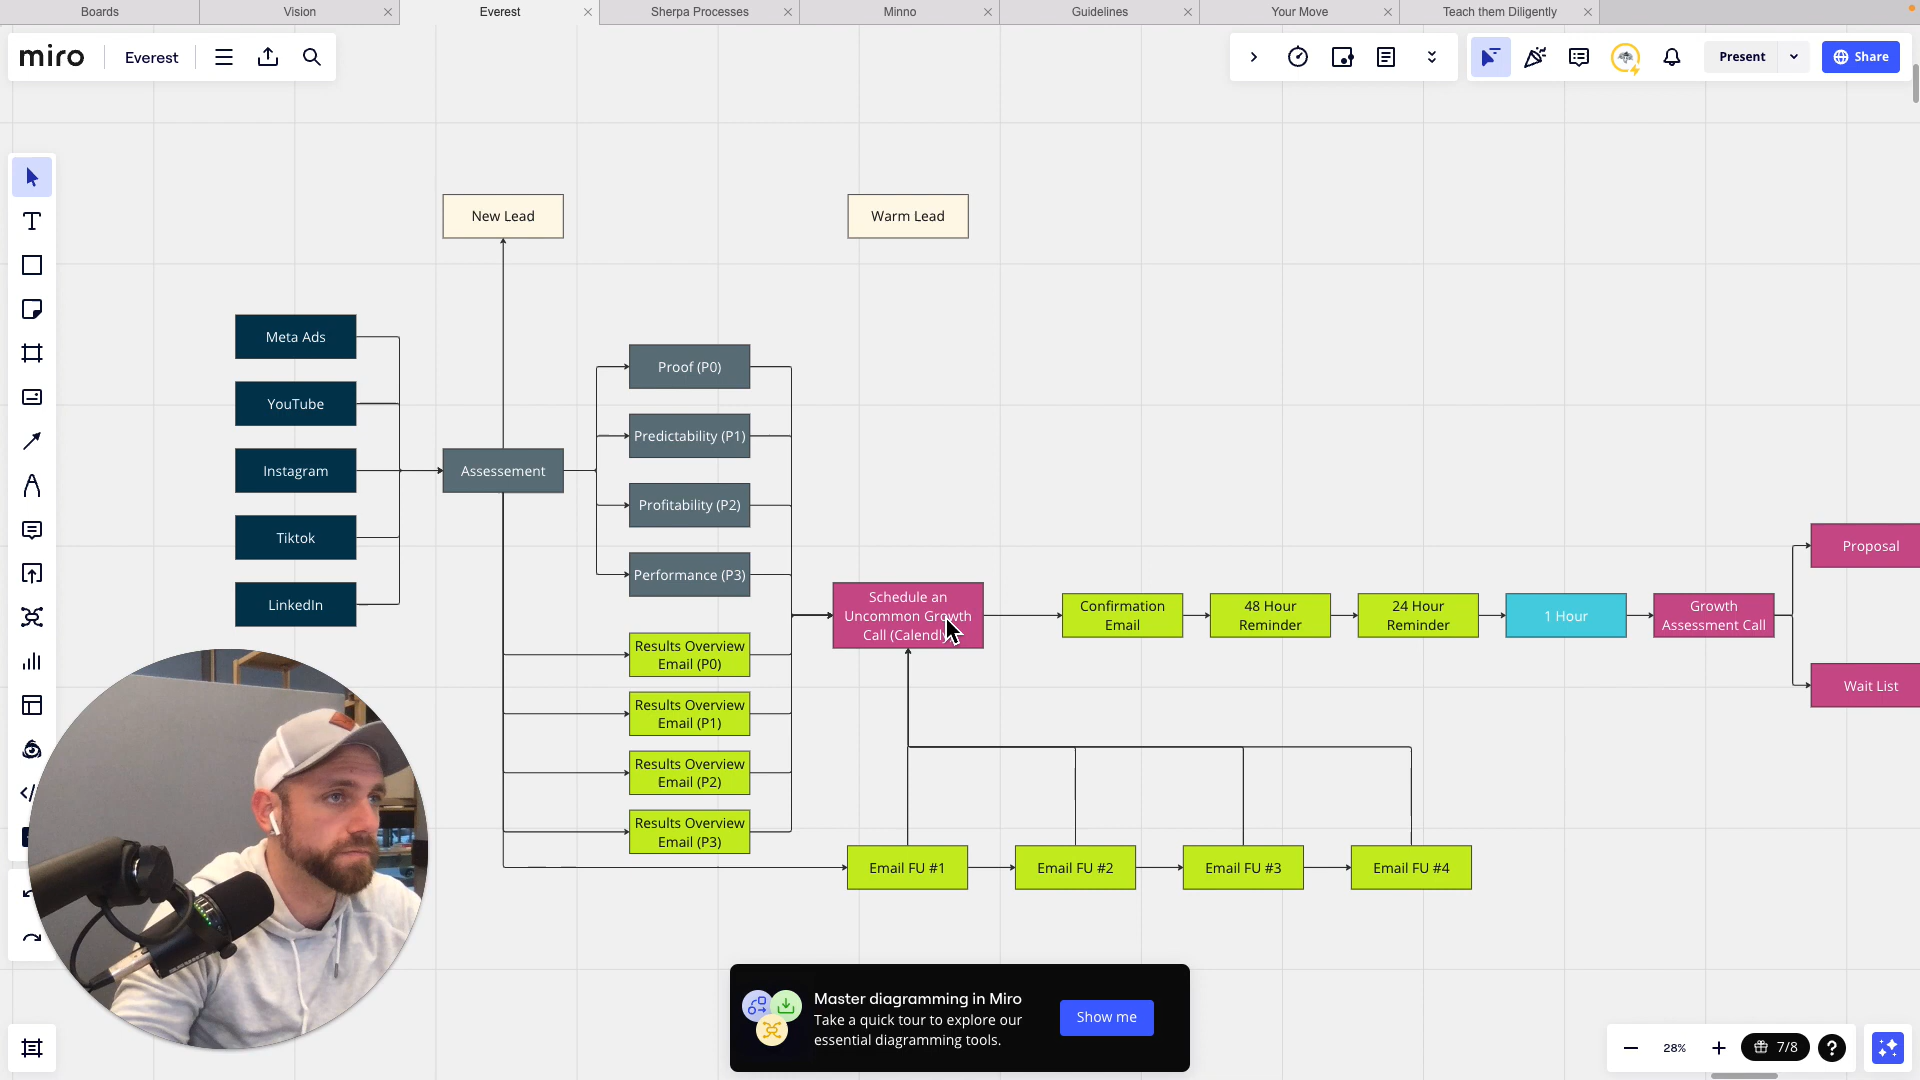 Boards
Vision
Everest
Sherpa Processes
Minno
Guidelines
Your Move
Teach them Diligently
miro
Everest
Present
Share
New Lead
Warm Lead
Meta Ads
YouTube
Instagram
Tiktok
LinkedIn
Assessement
Proof (P0)
Predictability (P1)
Profitability (P2)
Performance (P3)
Results Overview
Email (P0)
Results Overview
Email (P1)
Results Overview
Email (P2)
Results Overview
Email (P3)
Schedule an
Uncommon Growth
Call (Calendly)
Confirmation
Email
48 Hour
Reminder
24 Hour
Reminder
1 Hour
Growth
Assessment Call
Proposal
Wait List
Email FU #1
Email FU #2
Email FU #3
Email FU #4
Master diagramming in Miro
Take a quick tour to explore our
essential diagramming tools.
Show me
28%
7/8